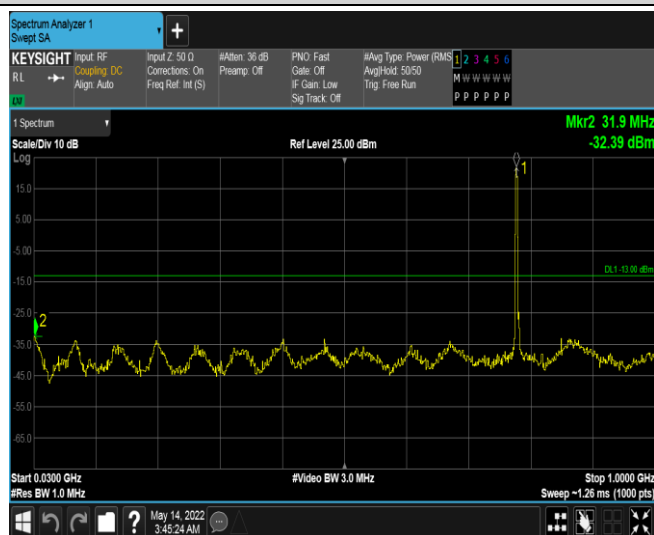 Spectrum Analyzer 1
Swept SA
+
KEYSIGHT
RL
Input: RF
Coupling: DC
Align: Auto
Input Z: 50 Ω
Corrections: On
Freq Ref: Int (S)
#Atten: 36 dB
Preamp: Off
PNO: Fast
Gate: Off
IF Gain: Low
Sig Track: Off
#Avg Type: Power (RMS
Avg|Hold: 50/50
Trig: Free Run
1 2 3 4 5 6
M W W W W W
P P P P P P
LXI
1 Spectrum
Mkr2 31.9 MHz
-32.39 dBm
Scale/Div 10 dB
Ref Level 25.00 dBm
Log
1
15.0
5.00
-5.00
DL1 -13.00 dBm
-15.0
-25.0
2
-35.0
-45.0
-55.0
-65.0
Start 0.0300 GHz
#Video BW 3.0 MHz
Stop 1.0000 GHz
#Res BW 1.0 MHz
Sweep ~1.26 ms (1000 pts)
?
May 14, 2022
3:45:24 AM